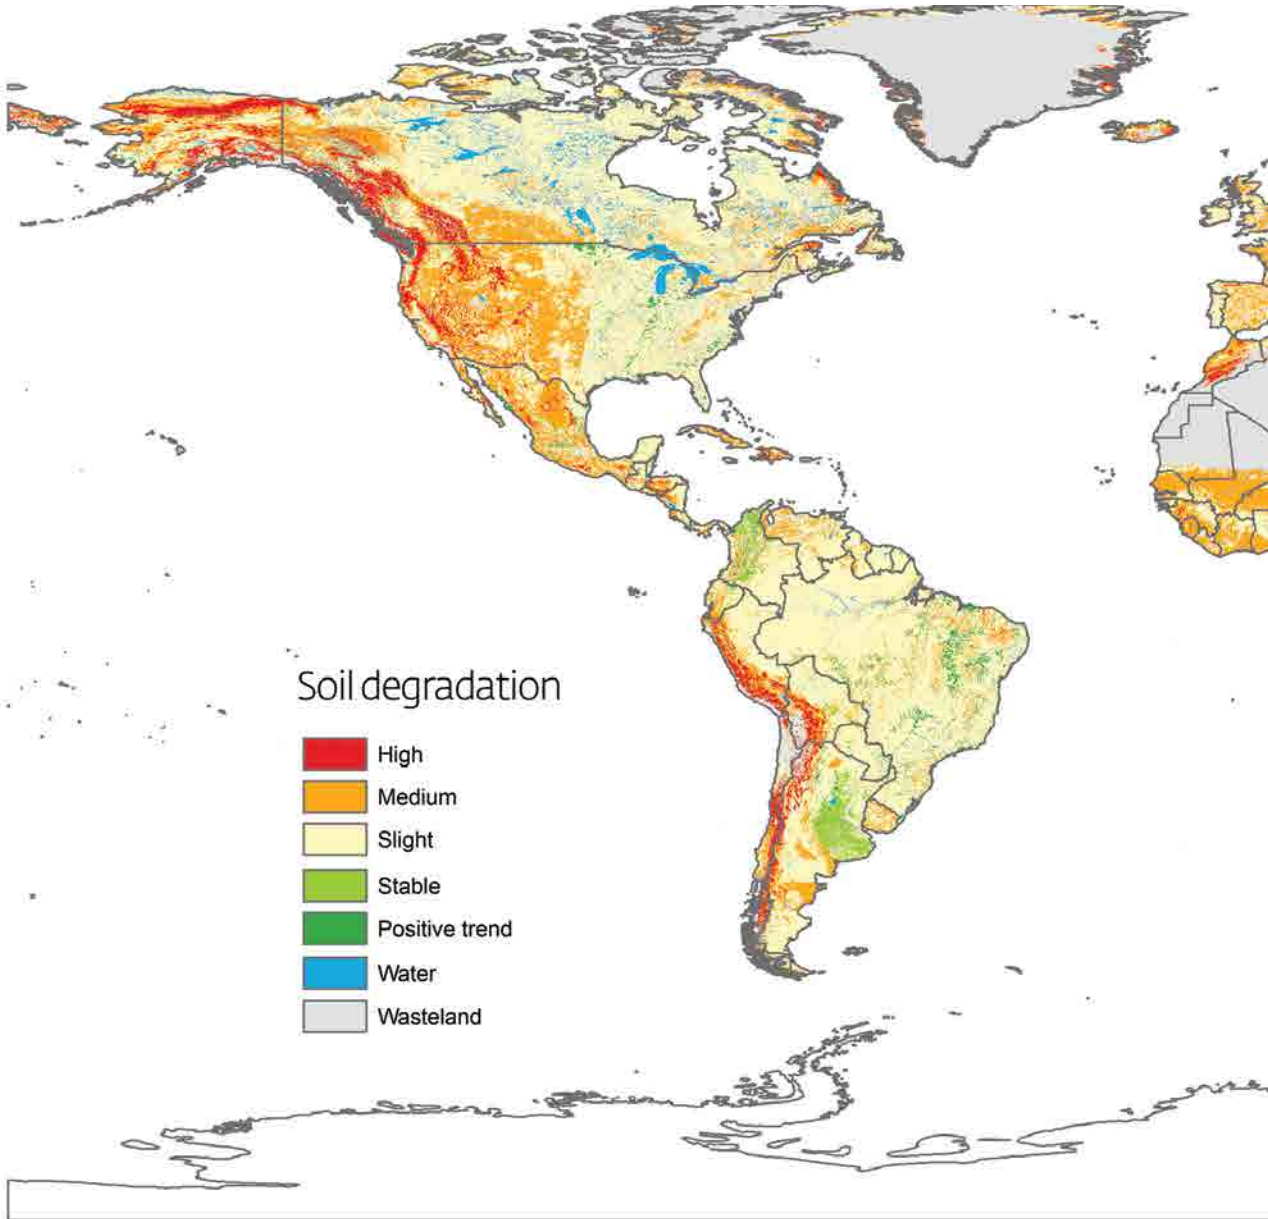 Soil degradation
High
Medium
Slight
Stable
Positive trend
Water
Wasteland